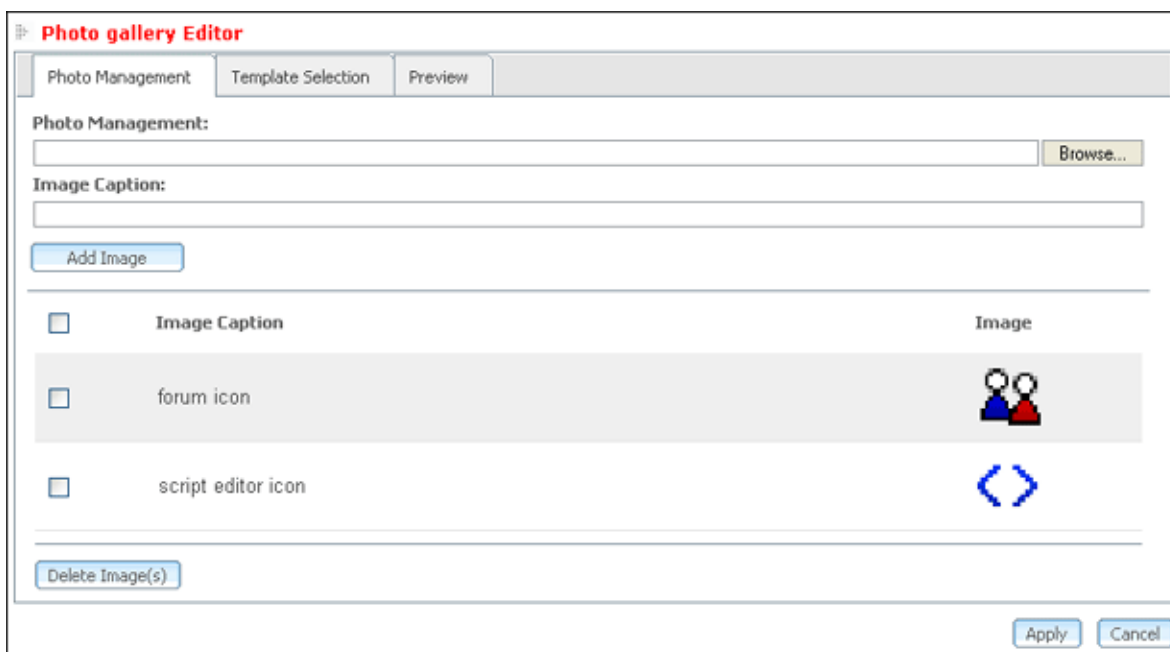 Photo gallery Editor
Photo Management Template Selection Preview
Photo Management:
Browse...
Image Caption:
Add Image
Image Caption Image
forum icon
script editor icon
Delete Image(s)
Apply Cancel